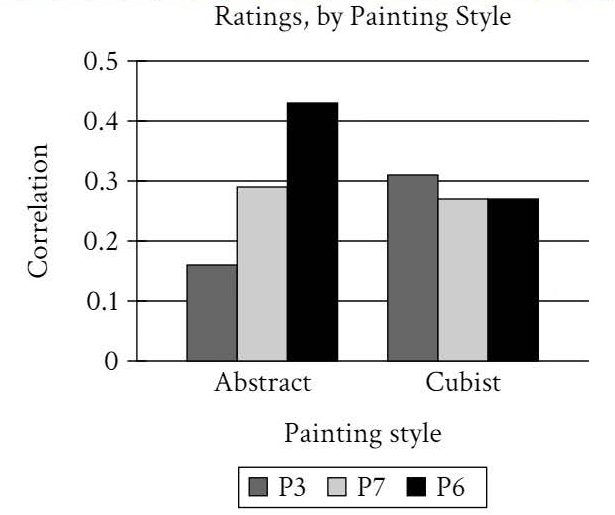 Ratings, by Painting Style
0.5
0.4
0.3
0.2
0.1
0
Correlation
Abstract Cubist
Painting style
P3 P7 P6